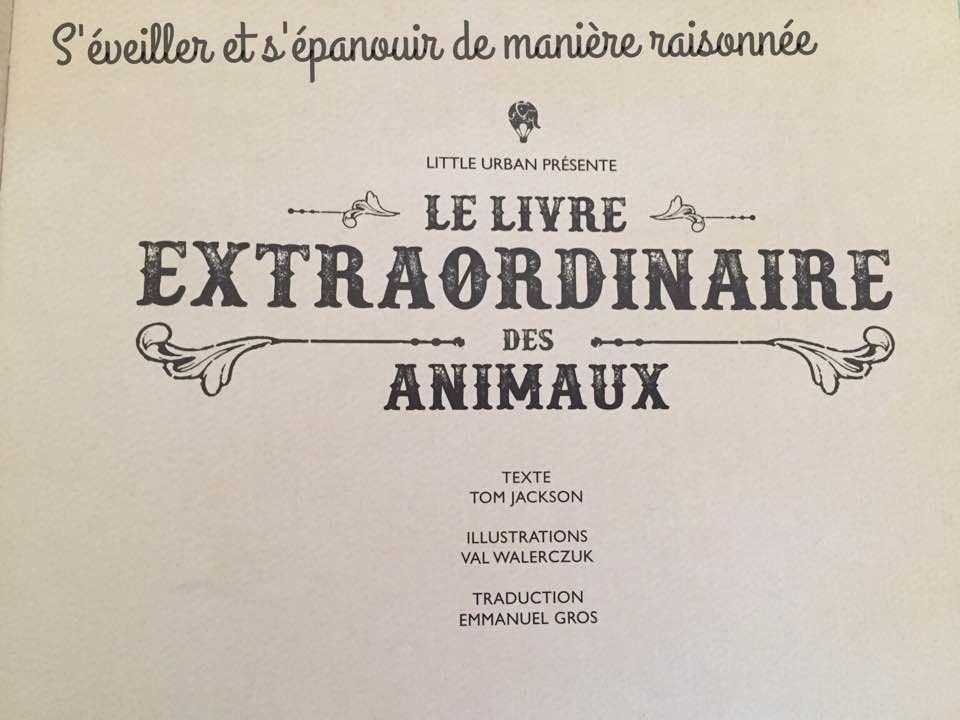 S'éveiller et s'épanouir de manière raisonnée
LITTLE URBAN PRÉSENTE
LE LIVRE
EXTRAORDINAIRE
DES
ANIMAUX
TEXTE
TOM JACKSON
ILLUSTRATIONS
VAL WALERCZUK
TRADUCTION
EMMANUEL GROS